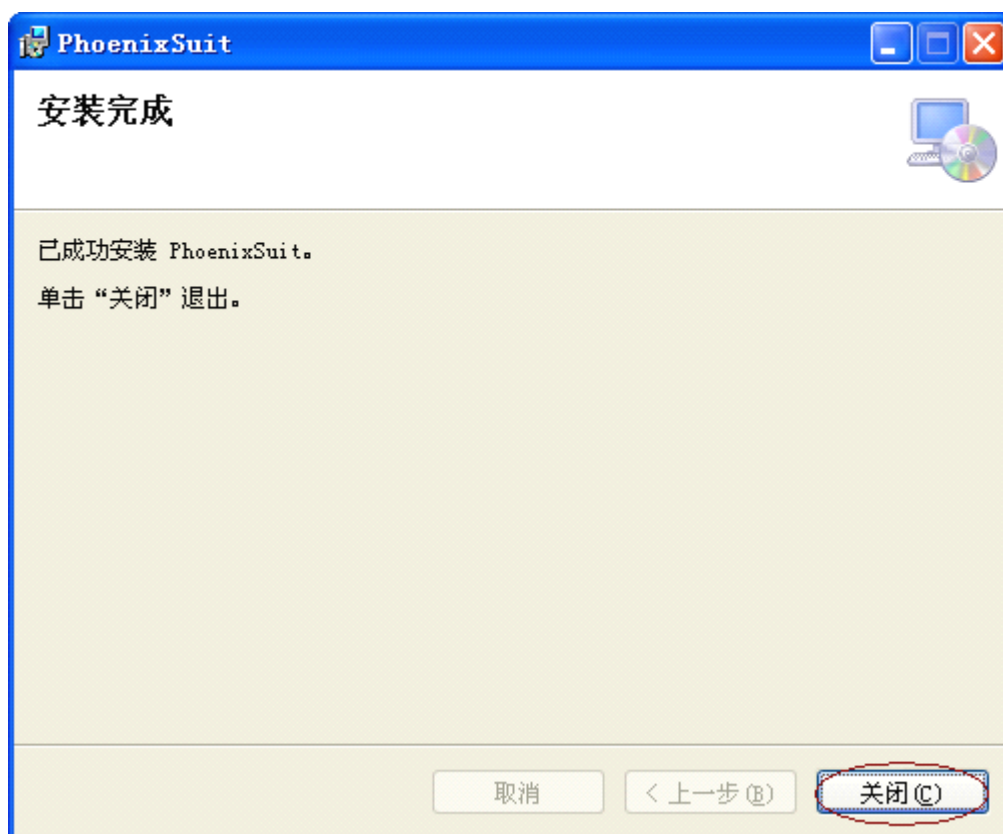 PhoenixSuit
安装完成
已成功安装 PhoenixSuit。
单击“关闭”退出。
取消
< 上一步(B)
关闭(C)